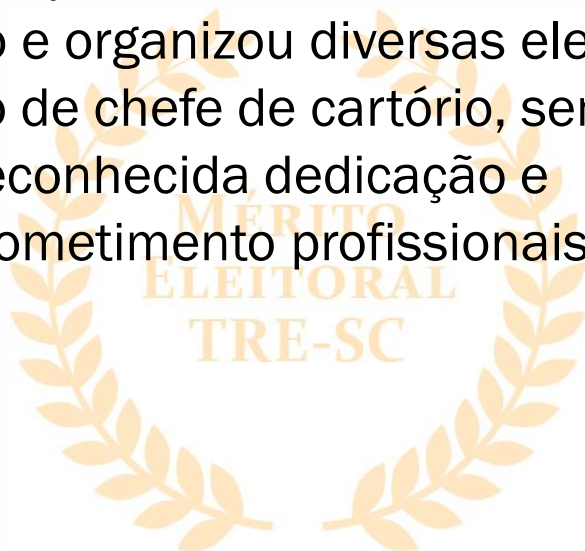 o e organizou diversas ele
o de chefe de cartório, ser
econhecida dedicação e
ometimento profissionais
MÉRITO
ELEITORAL
TRE-SC